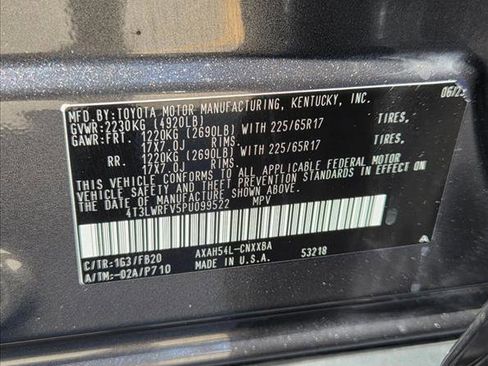 MFD.BY:TOYOTA MOTOR MANUFACTURING, KENTUCKY, INC. 06/23
GVWR:2230KG (4920LB)
GAWR:FRT. 1220KG (2690LB) WITH 225/65R17 TIRES,
17X7.0J RIMS.
RR. 1220KG (2690LB) WITH 225/65R17 TIRES,
17X7.0J RIMS.
THIS VEHICLE CONFORMS TO ALL APPLICABLE FEDERAL MOTOR
VEHICLE SAFETY AND THEFT PREVENTION STANDARDS IN EFFECT ON
THE DATE OF MANUFACTURE SHOWN ABOVE.
4T3LWRFV5PU099522 MPV
C/TR:1G3/FB20 AXAH54L-CNXXBA 53218
A/TM:-02A/P710 MADE IN U.S.A. A